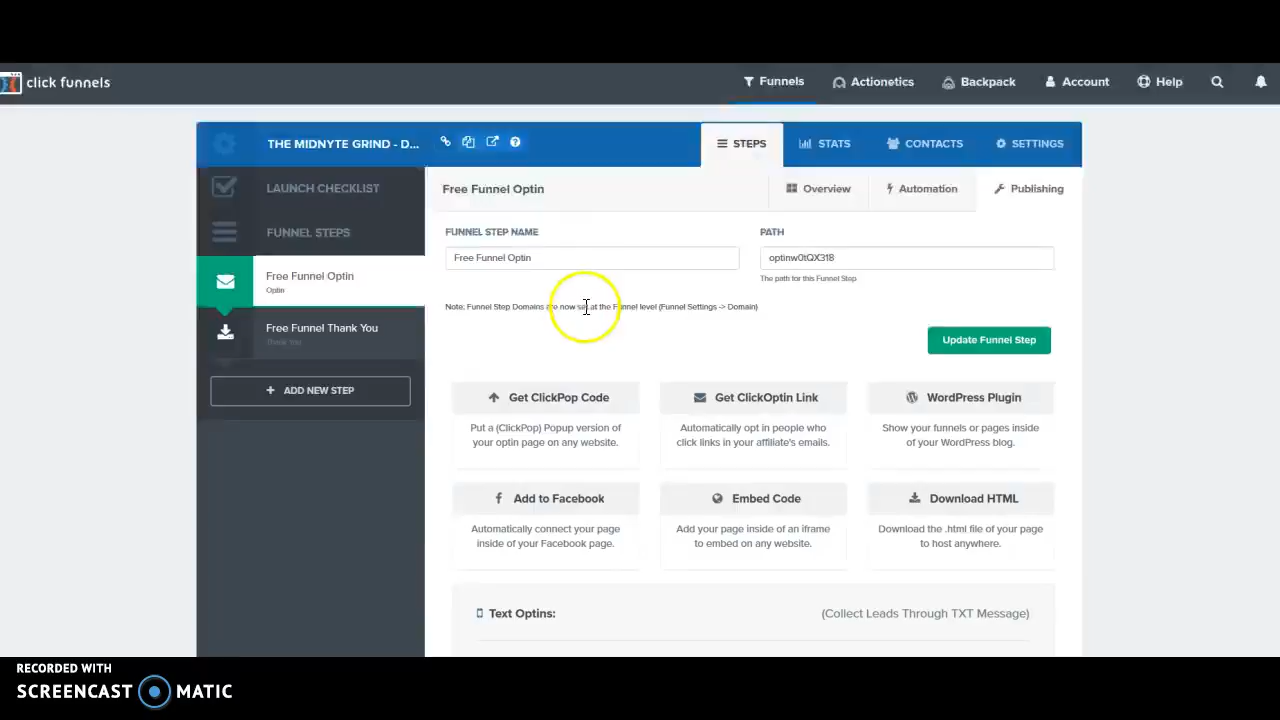 click funnels
Funnels
Actionetics
Backpack
Account
Help
THE MIDNYTE GRIND - D...
STEPS
STATS
CONTACTS
SETTINGS
LAUNCH CHECKLIST
FUNNEL STEPS
Free Funnel Optin
Optin
Free Funnel Thank You
Thank You
ADD NEW STEP
Free Funnel Optin
Overview
Automation
Publishing
FUNNEL STEP NAME
PATH
Free Funnel Optin
optinw0tQX318
The path for this Funnel Step
Note: Funnel Step Domains are now set at the Funnel level (Funnel Settings -> Domain)
Update Funnel Step
Get ClickPop Code
Put a (ClickPop) Popup version of
your optin page on any website.
Get ClickOptin Link
Automatically opt in people who
click links in your affiliate's emails.
WordPress Plugin
Show your funnels or pages inside
of your WordPress blog.
Add to Facebook
Automatically connect your page
inside of your Facebook page.
Embed Code
Add your page inside of an iframe
to embed on any website.
Download HTML
Download the .html file of your page
to host anywhere.
Text Optins:
(Collect Leads Through TXT Message)
RECORDED WITH
SCREENCAST MATIC